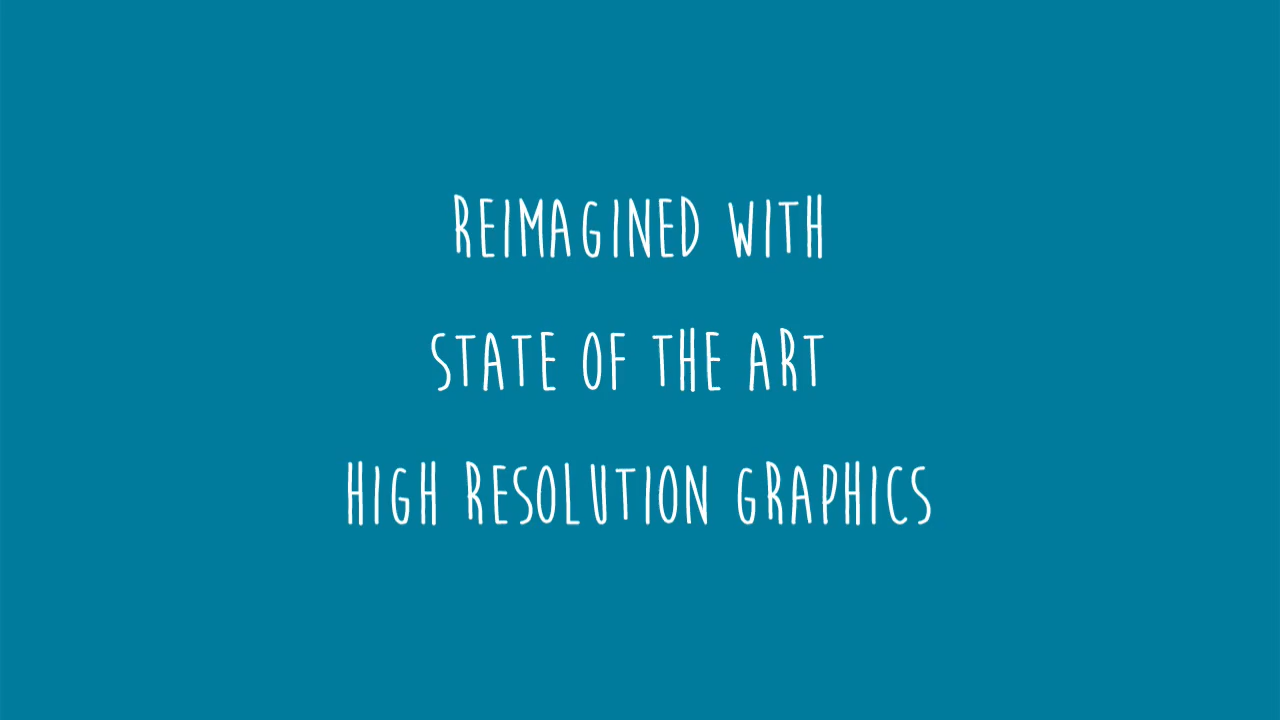 REIMAGINED WITH
STATE OF THE ART
HIGH RESOLUTION GRAPHICS